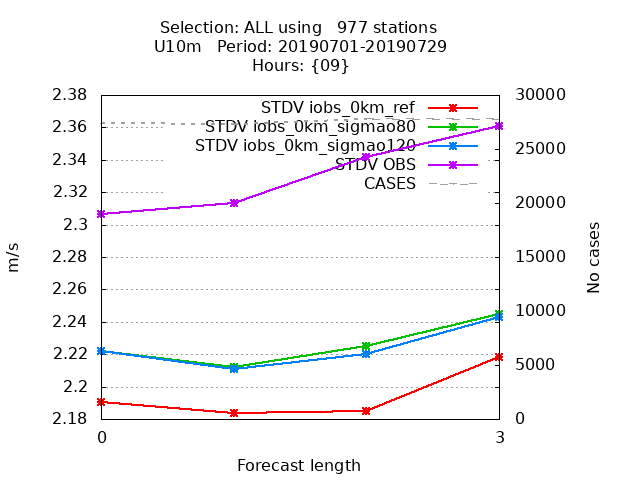 Selection: ALL using   977 stations
U10m   Period: 20190701-20190729
Hours: {09}
2.38
2.36
2.34
2.32
2.3
2.28
2.26
2.24
2.22
2.2
2.18
m/s
STDV iobs_0km_ref
STDV iobs_0km_sigmao80
STDV iobs_0km_sigmao120
STDV OBS
CASES
30000
25000
20000
15000
10000
5000
0
No cases
0
3
Forecast length